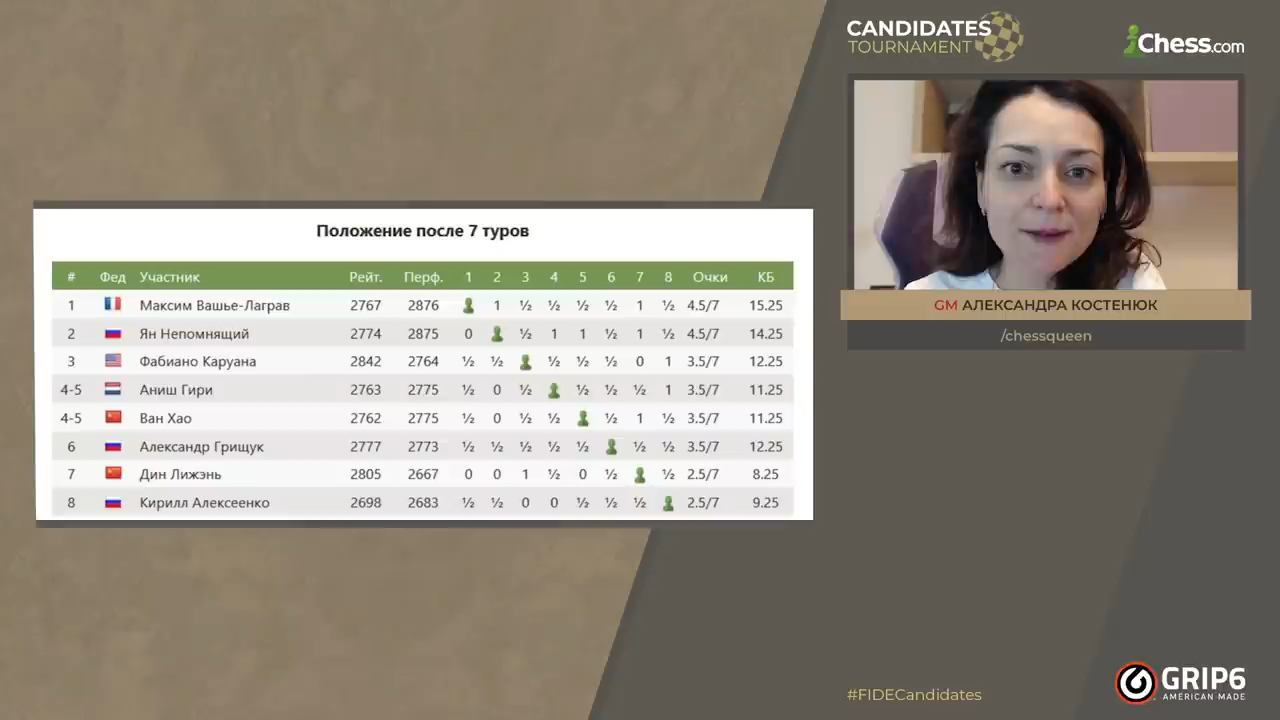 CANDIDATES
TOURNAMENT
Chess.com
Положение после 7 туров
# Фед Участник Рейт. Перф. 1 2 3 4 5 6 7 8 Очки КБ
1 Максим Вашье-Лаграв 2767 2876 1 ½ ½ ½ ½ 1 ½ 4.5/7 15.25
2 Ян Непомнящий 2774 2875 0 ½ 1 1 ½ 1 ½ 4.5/7 14.25
3 Фабиано Каруана 2842 2764 ½ ½ ½ ½ ½ 0 1 3.5/7 12.25
4-5 Аниш Гири 2763 2775 ½ 0 ½ ½ ½ ½ 1 3.5/7 11.25
4-5 Ван Хао 2762 2775 ½ 0 ½ ½ ½ 1 ½ 3.5/7 11.25
6 Александр Грищук 2777 2773 ½ ½ ½ ½ ½ ½ ½ 3.5/7 12.25
7 Дин Лижэнь 2805 2667 0 0 1 ½ 0 ½ ½ 2.5/7 8.25
8 Кирилл Алексеенко 2698 2683 ½ ½ 0 0 ½ ½ ½ 2.5/7 9.25
GM АЛЕКСАНДРА КОСТЕНЮК
/chessqueen
#FIDECandidates
GRIP6
AMERICAN MADE